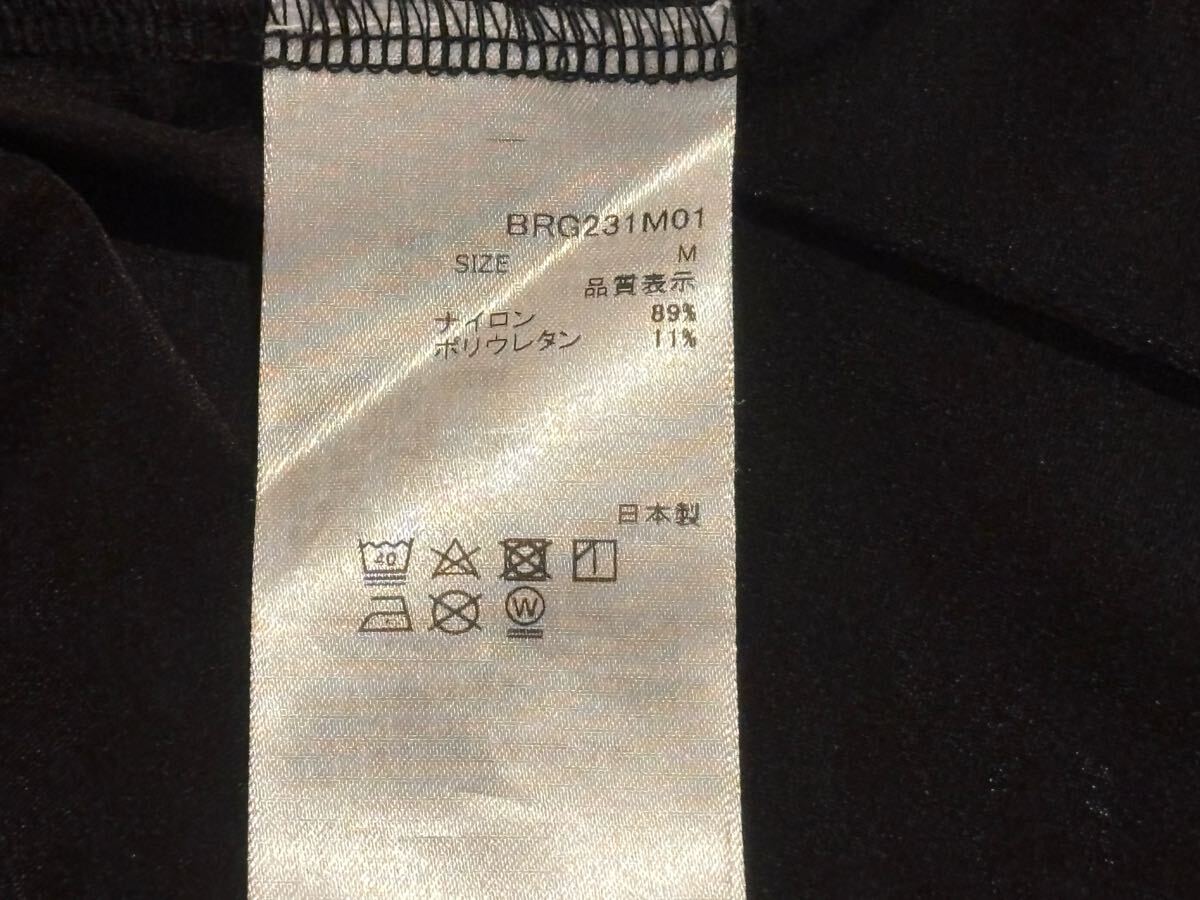 BRG231M01
SIZE M
品質表示
ナイロン 89%
ポリウレタン 11%
日本製
40
W